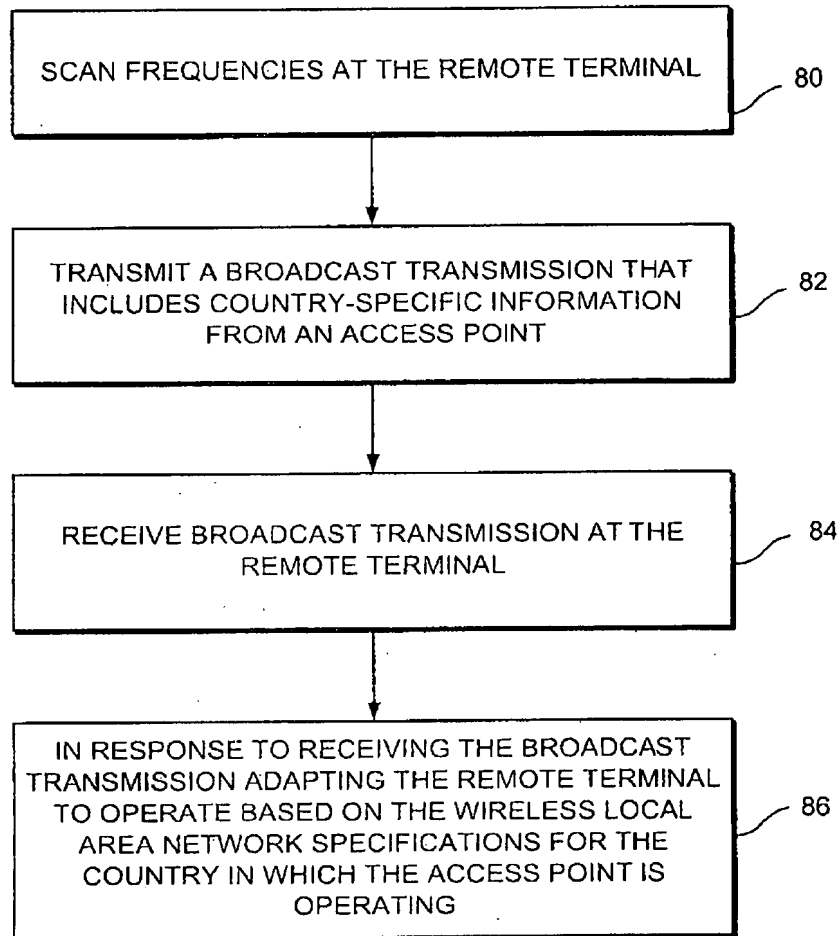 SCAN FREQUENCIES AT THE REMOTE TERMINAL
80
TRANSMIT A BROADCAST TRANSMISSION THAT
INCLUDES COUNTRY-SPECIFIC INFORMATION
FROM AN ACCESS POINT
82
RECEIVE BROADCAST TRANSMISSION AT THE
REMOTE TERMINAL
84
IN RESPONSE TO RECEIVING THE BROADCAST
TRANSMISSION ADAPTING THE REMOTE TERMINAL
TO OPERATE BASED ON THE WIRELESS LOCAL
AREA NETWORK SPECIFICATIONS FOR THE
COUNTRY IN WHICH THE ACCESS POINT IS
OPERATING
86